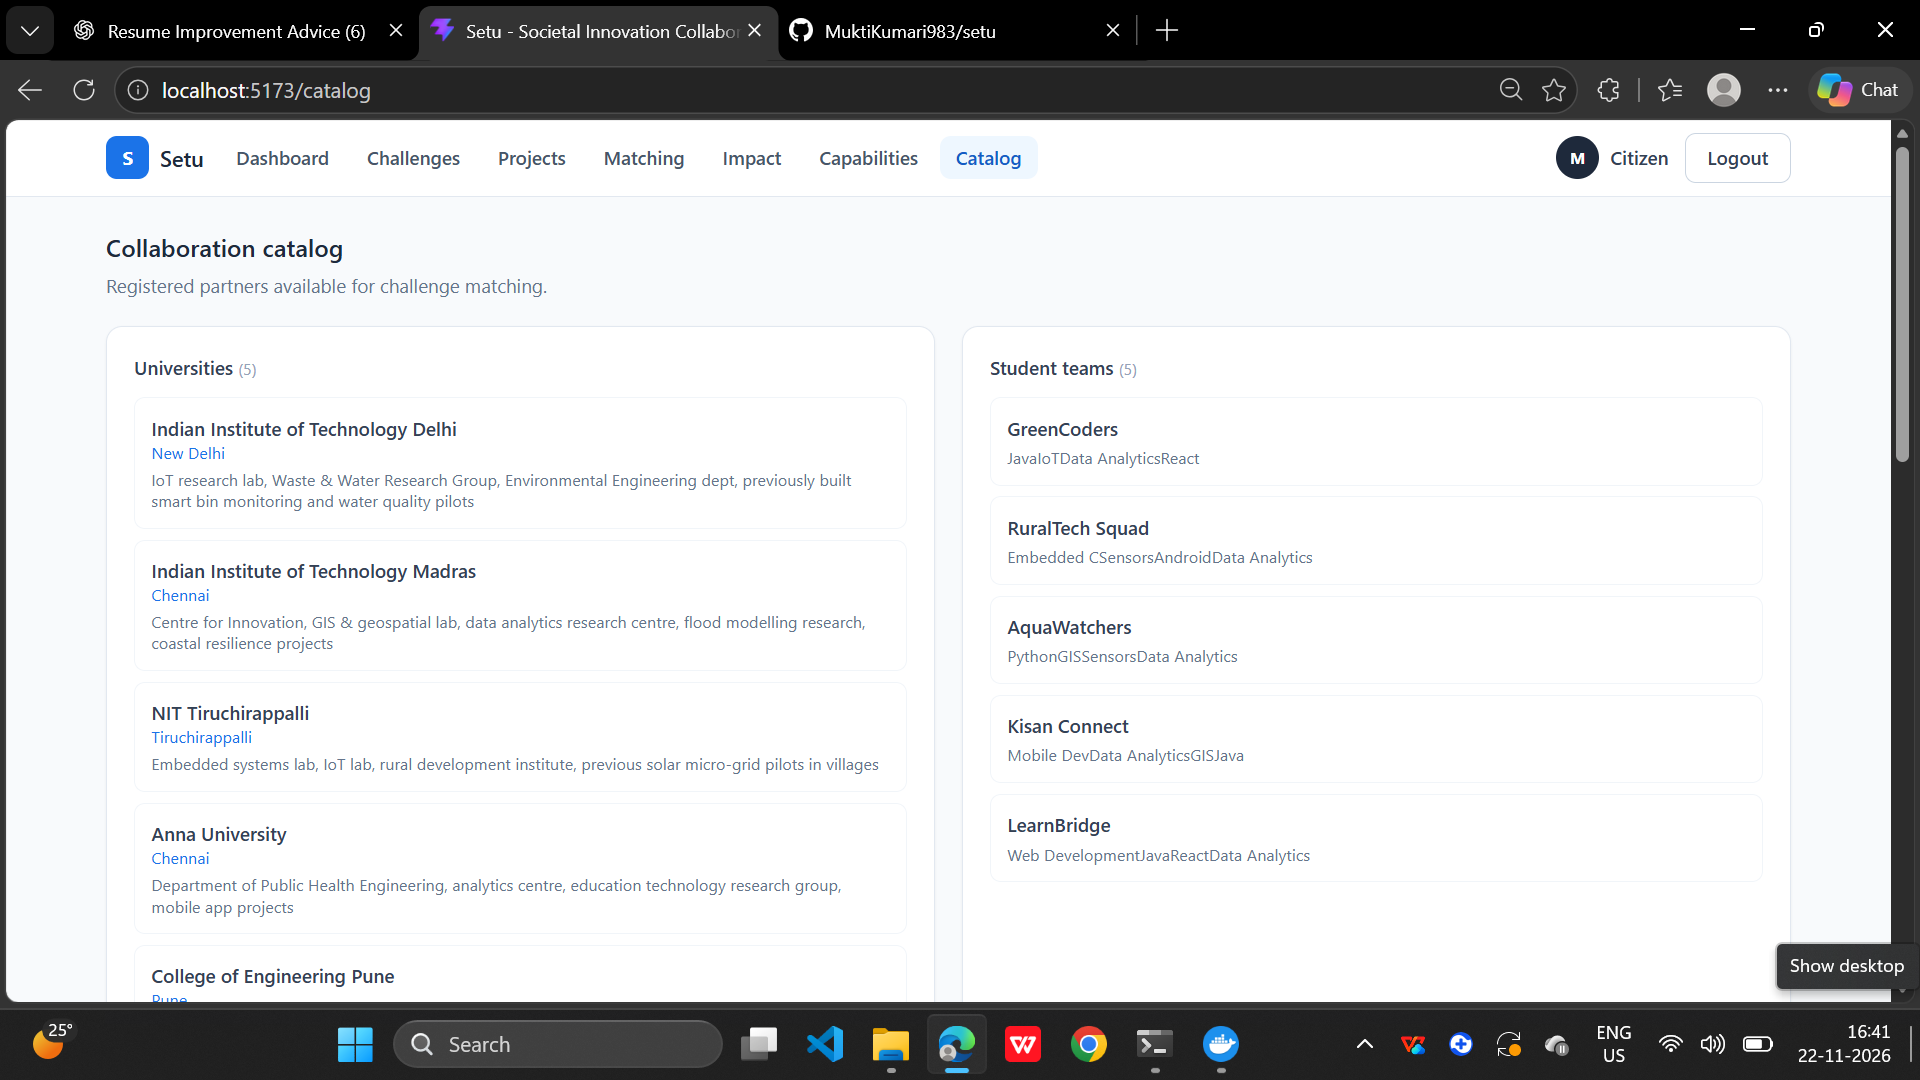 Resume Improvement Advice (6)
Setu - Societal Innovation Collabor
MuktiKumari983/setu
localhost:5173/catalog
Chat
S
Setu
Dashboard
Challenges
Projects
Matching
Impact
Capabilities
Catalog
M
Citizen
Logout
Collaboration catalog
Registered partners available for challenge matching.
Universities (5)
Indian Institute of Technology Delhi
New Delhi
IoT research lab, Waste & Water Research Group, Environmental Engineering dept, previously built
smart bin monitoring and water quality pilots
Indian Institute of Technology Madras
Chennai
Centre for Innovation, GIS & geospatial lab, data analytics research centre, flood modelling research,
coastal resilience projects
NIT Tiruchirappalli
Tiruchirappalli
Embedded systems lab, IoT lab, rural development institute, previous solar micro-grid pilots in villages
Anna University
Chennai
Department of Public Health Engineering, analytics centre, education technology research group,
mobile app projects
College of Engineering Pune
Pune
Student teams (5)
GreenCoders
JavaIoTData AnalyticsReact
RuralTech Squad
Embedded CSensorsAndroidData Analytics
AquaWatchers
PythonGISSensorsData Analytics
Kisan Connect
Mobile DevData AnalyticsGISJava
LearnBridge
Web DevelopmentJavaReactData Analytics
Show desktop
25°
Search
ENG
US
16:41
22-11-2026